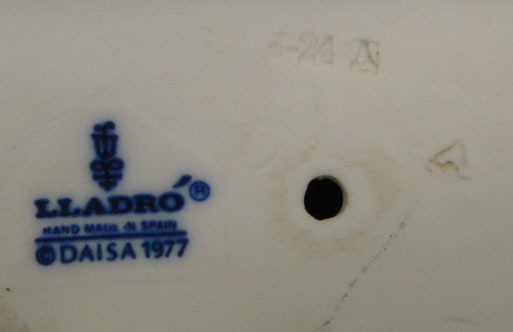 LLADRÓ®
HAND MADE IN SPAIN
© DAISA 1977
A